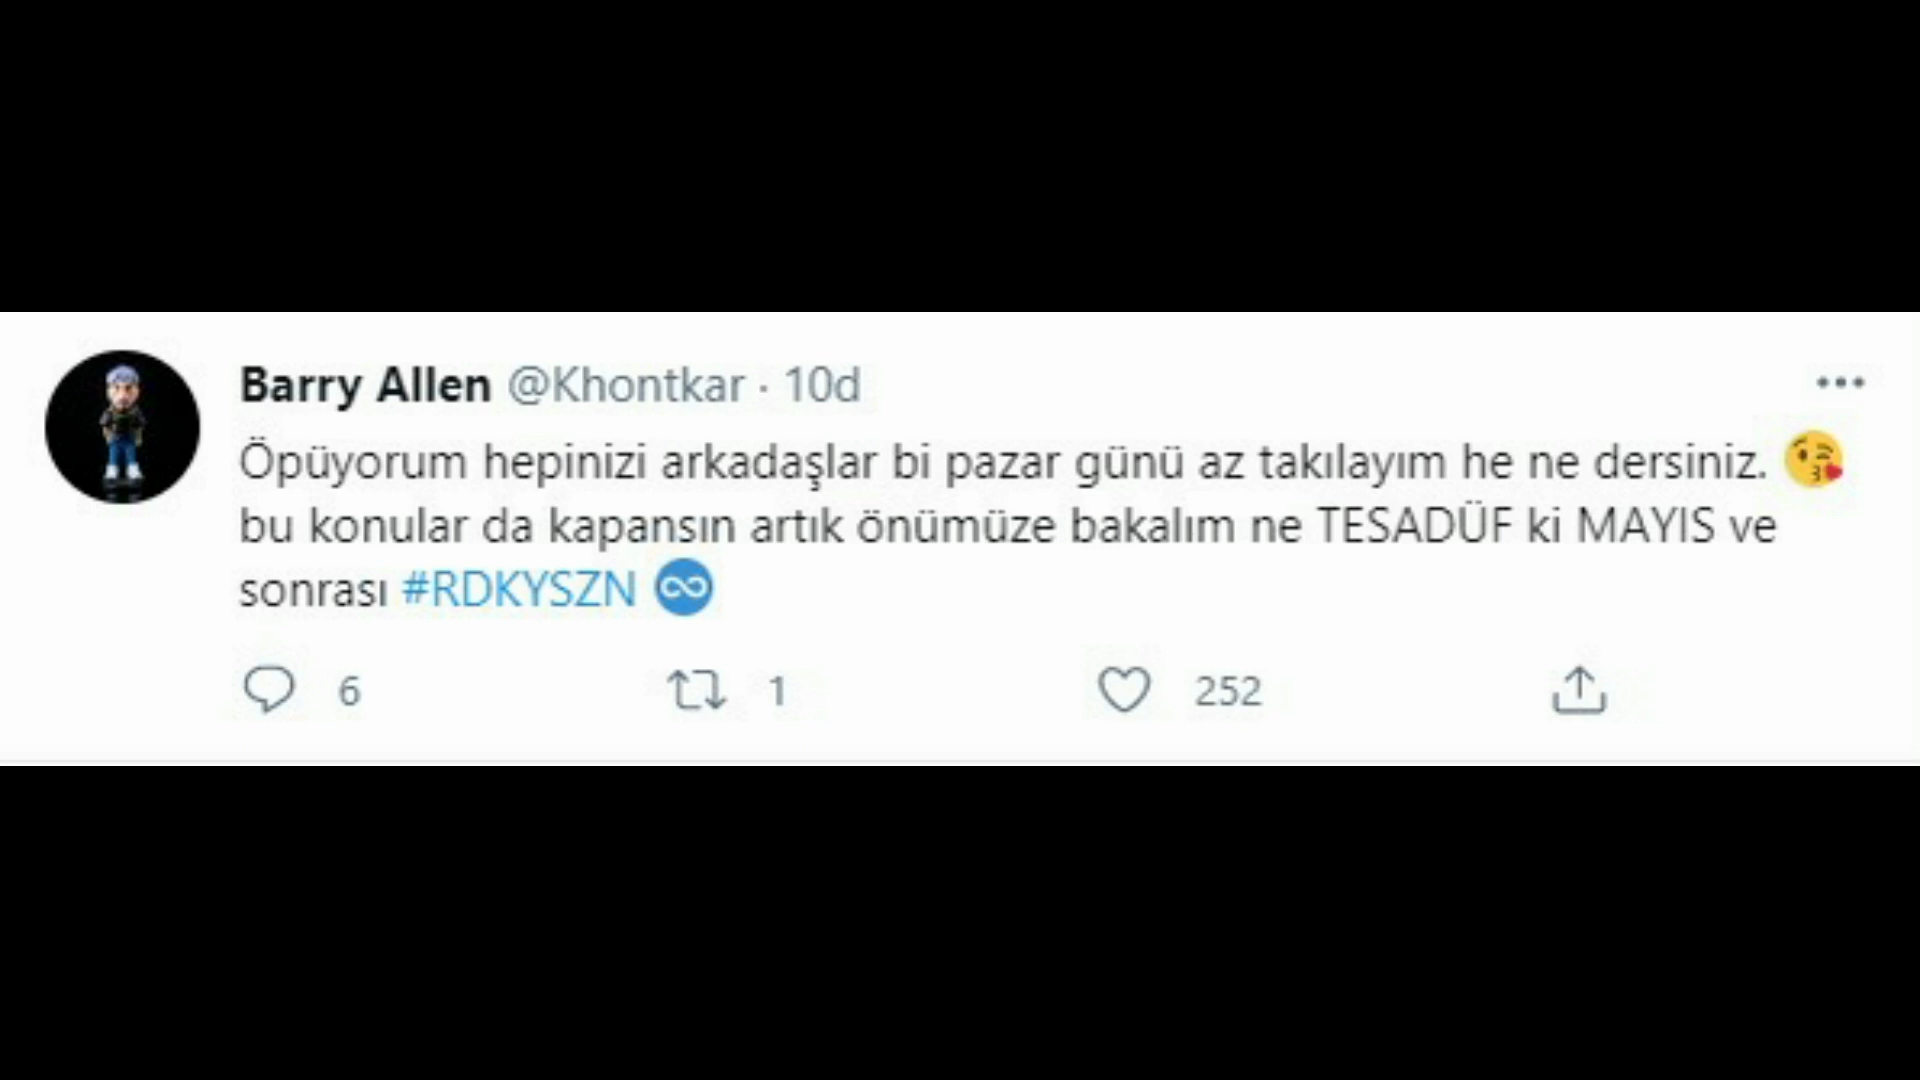 Barry Allen @Khontkar · 10d
Öpüyorum hepinizi arkadaşlar bi pazar günü az takılayım he ne dersiniz. 😘
bu konular da kapansın artık önümüze bakalım ne TESADÜF ki MAYIS ve
sonrası #RDKYSZN ♾
6 1 252